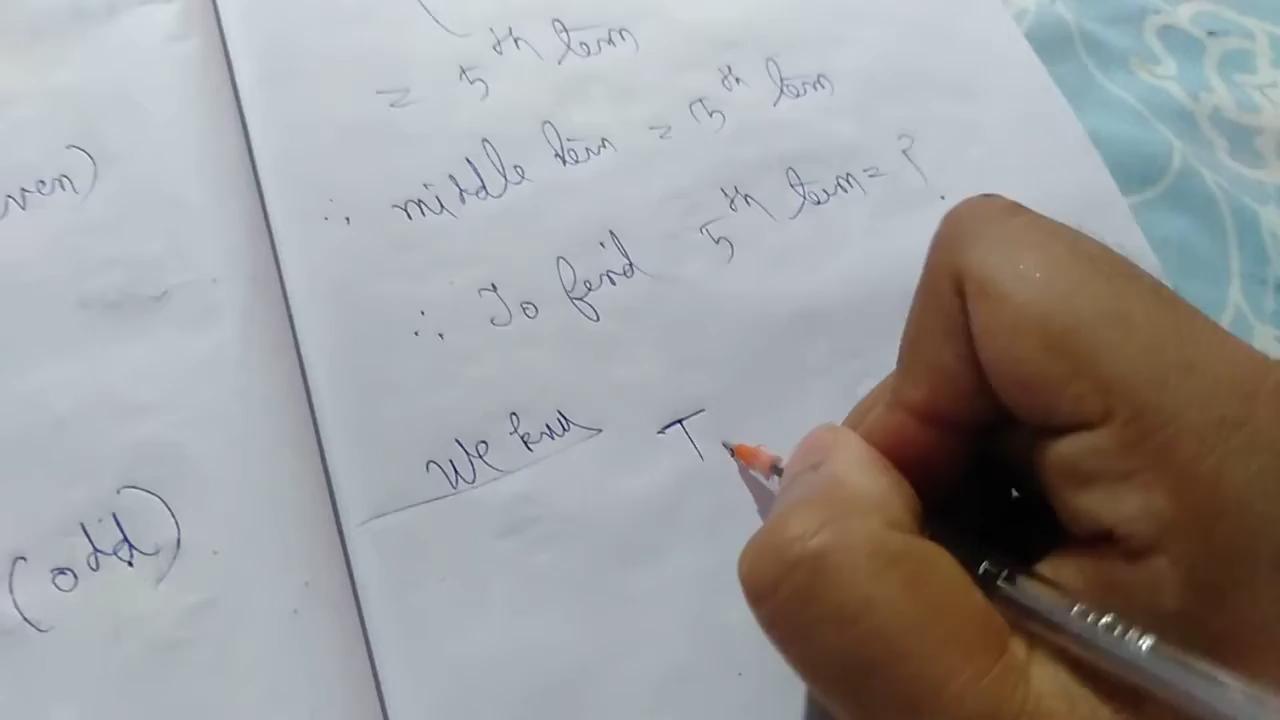 = 5th term
∴ middle term = 5th term
∴ To find 5th term = ?
We know T
ven)
(odd)